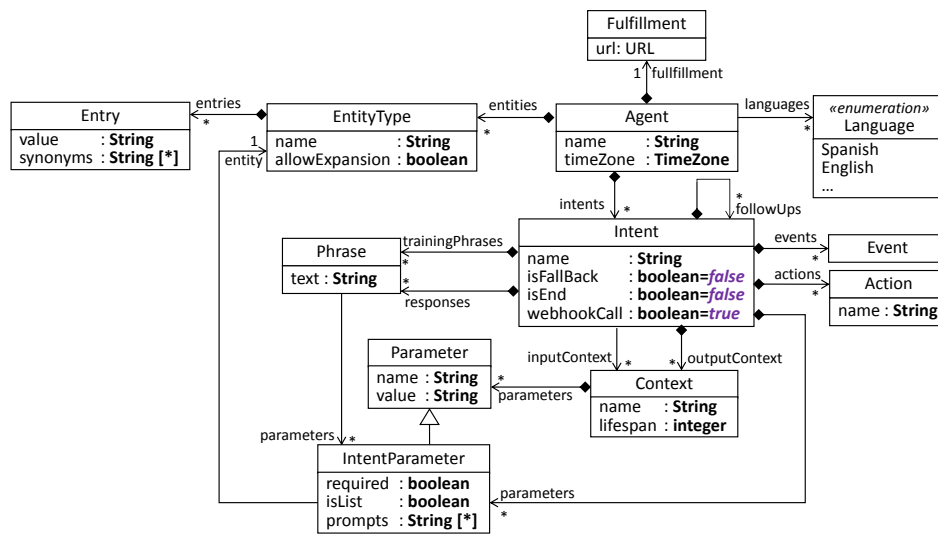 Fulfillment
url: URL
1 fullfillment
entries
*
entities
*
languages
*
Entry
value : String
synonyms : String [*]
1
entity
EntityType
name : String
allowExpansion : boolean
Agent
name : String
timeZone : TimeZone
«enumeration»
Language
Spanish
English
...
intents *
*
followUps
Phrase
text : String
trainingPhrases
*
*
responses
Intent
name : String
isFallBack : boolean=false
isEnd : boolean=false
webhookCall : boolean=true
events
*
Event
actions
*
Action
name : String
inputContext *
* outputContext
Parameter
name : String
value : String
*
parameters
Context
name : String
lifespan : integer
parameters *
IntentParameter
required : boolean
isList : boolean
prompts : String [*]
parameters
*